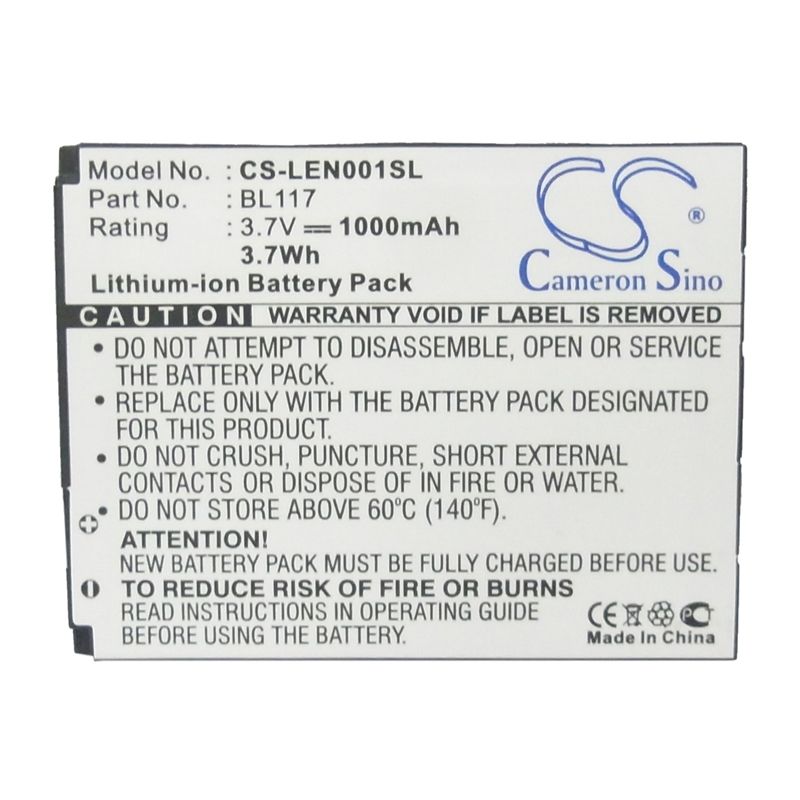 Model No. : CS-LEN001SL
Part No. : BL117
Rating : 3.7V 1000mAh
3.7Wh
Lithium-ion Battery Pack
CS
®
Cameron Sino
CAUTION WARRANTY VOID IF LABEL IS REMOVED
• DO NOT ATTEMPT TO DISASSEMBLE, OPEN OR SERVICE
THE BATTERY PACK.
• REPLACE ONLY WITH THE BATTERY PACK DESIGNATED
FOR YOUR APPLICATIONS.
• DO NOT CRUSH, PUNCTURE, SHORT EXTERNAL
CONTACTS OR DISPOSE OF IN FIRE OR WATER.
• DO NOT STORE ABOVE 60°C (140°F).
ATTENTION!
NEW BATTERY PACK MUST BE FULLY CHARGED BEFORE USE.
TO REDUCE RISK OF FIRE OR BURNS
READ INSTRUCTIONS IN OPERATING GUIDE
BEFORE USING.
CE
Made In China